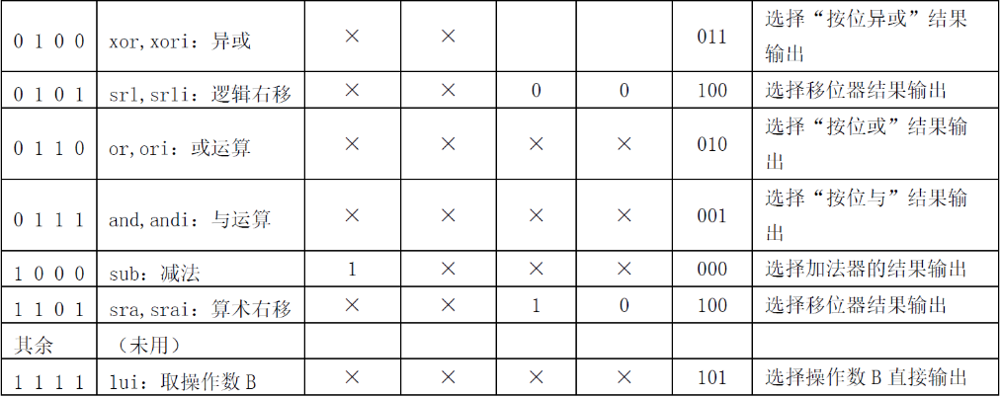 0 1 0 0 xor,xori: 异或 × × 011 选择“按位异或”结果
输出
0 1 0 1 srl,srli: 逻辑右移 × × 0 0 100 选择移位器结果输出
0 1 1 0 or,ori: 或运算 × × × × 010 选择“按位或”结果输
出
0 1 1 1 and,andi: 与运算 × × × × 001 选择“按位与”结果输
出
1 0 0 0 sub: 减法 1 × × × 000 选择加法器的结果输出
1 1 0 1 sra,srai: 算术右移 × × 1 0 100 选择移位器结果输出
其余 （未用）
1 1 1 1 lui: 取操作数 B × × × × 101 选择操作数 B 直接输出